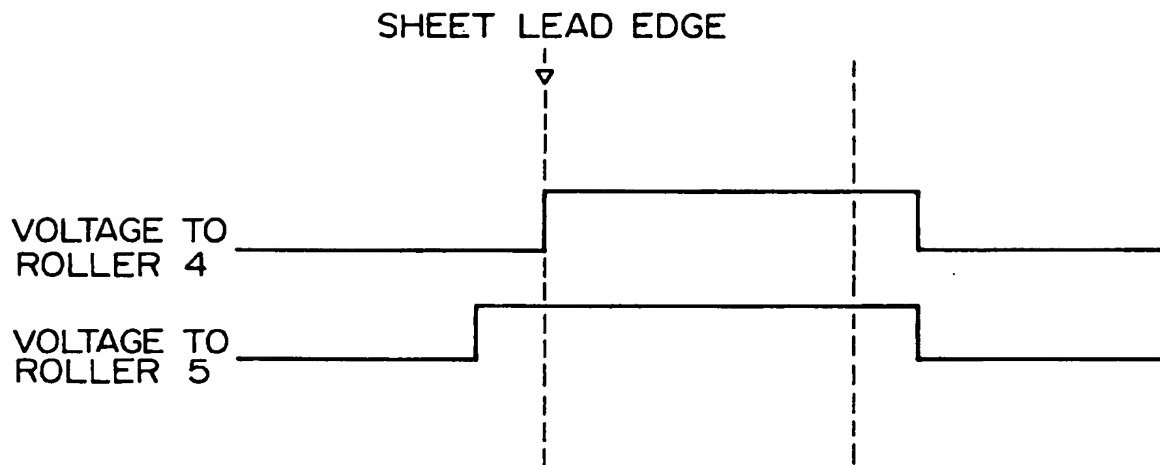 SHEET LEAD EDGE
VOLTAGE TO
ROLLER 4
VOLTAGE TO
ROLLER 5